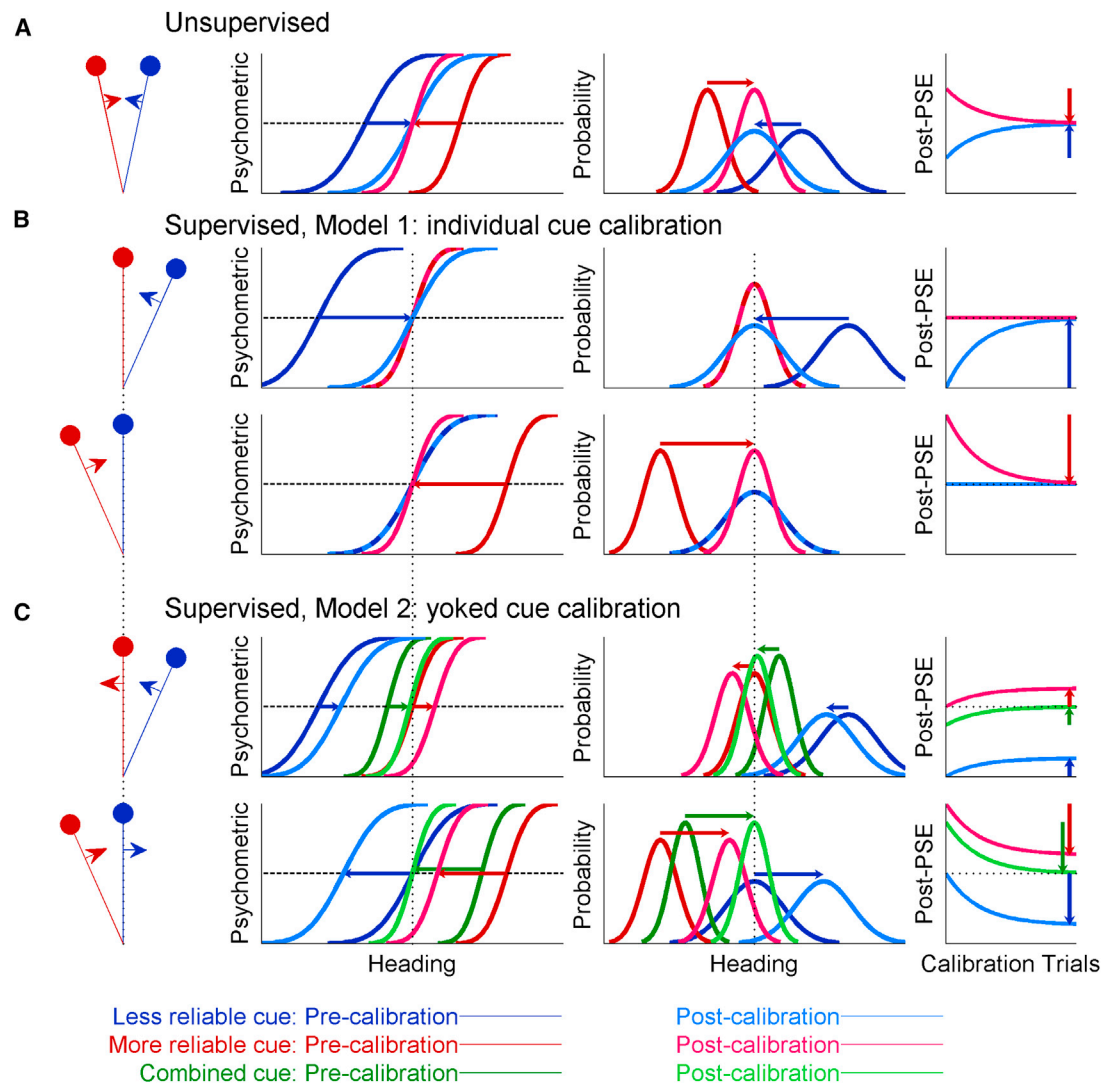 A
Unsupervised
Psychometric
Probability
Post-PSE
B
Supervised, Model 1: individual cue calibration
Psychometric
Probability
Post-PSE
Psychometric
Probability
Post-PSE
C
Supervised, Model 2: yoked cue calibration
Psychometric
Probability
Post-PSE
Psychometric
Probability
Post-PSE
Heading
Heading
Calibration Trials
Less reliable cue: Pre-calibration
Post-calibration
More reliable cue: Pre-calibration
Post-calibration
Combined cue: Pre-calibration
Post-calibration